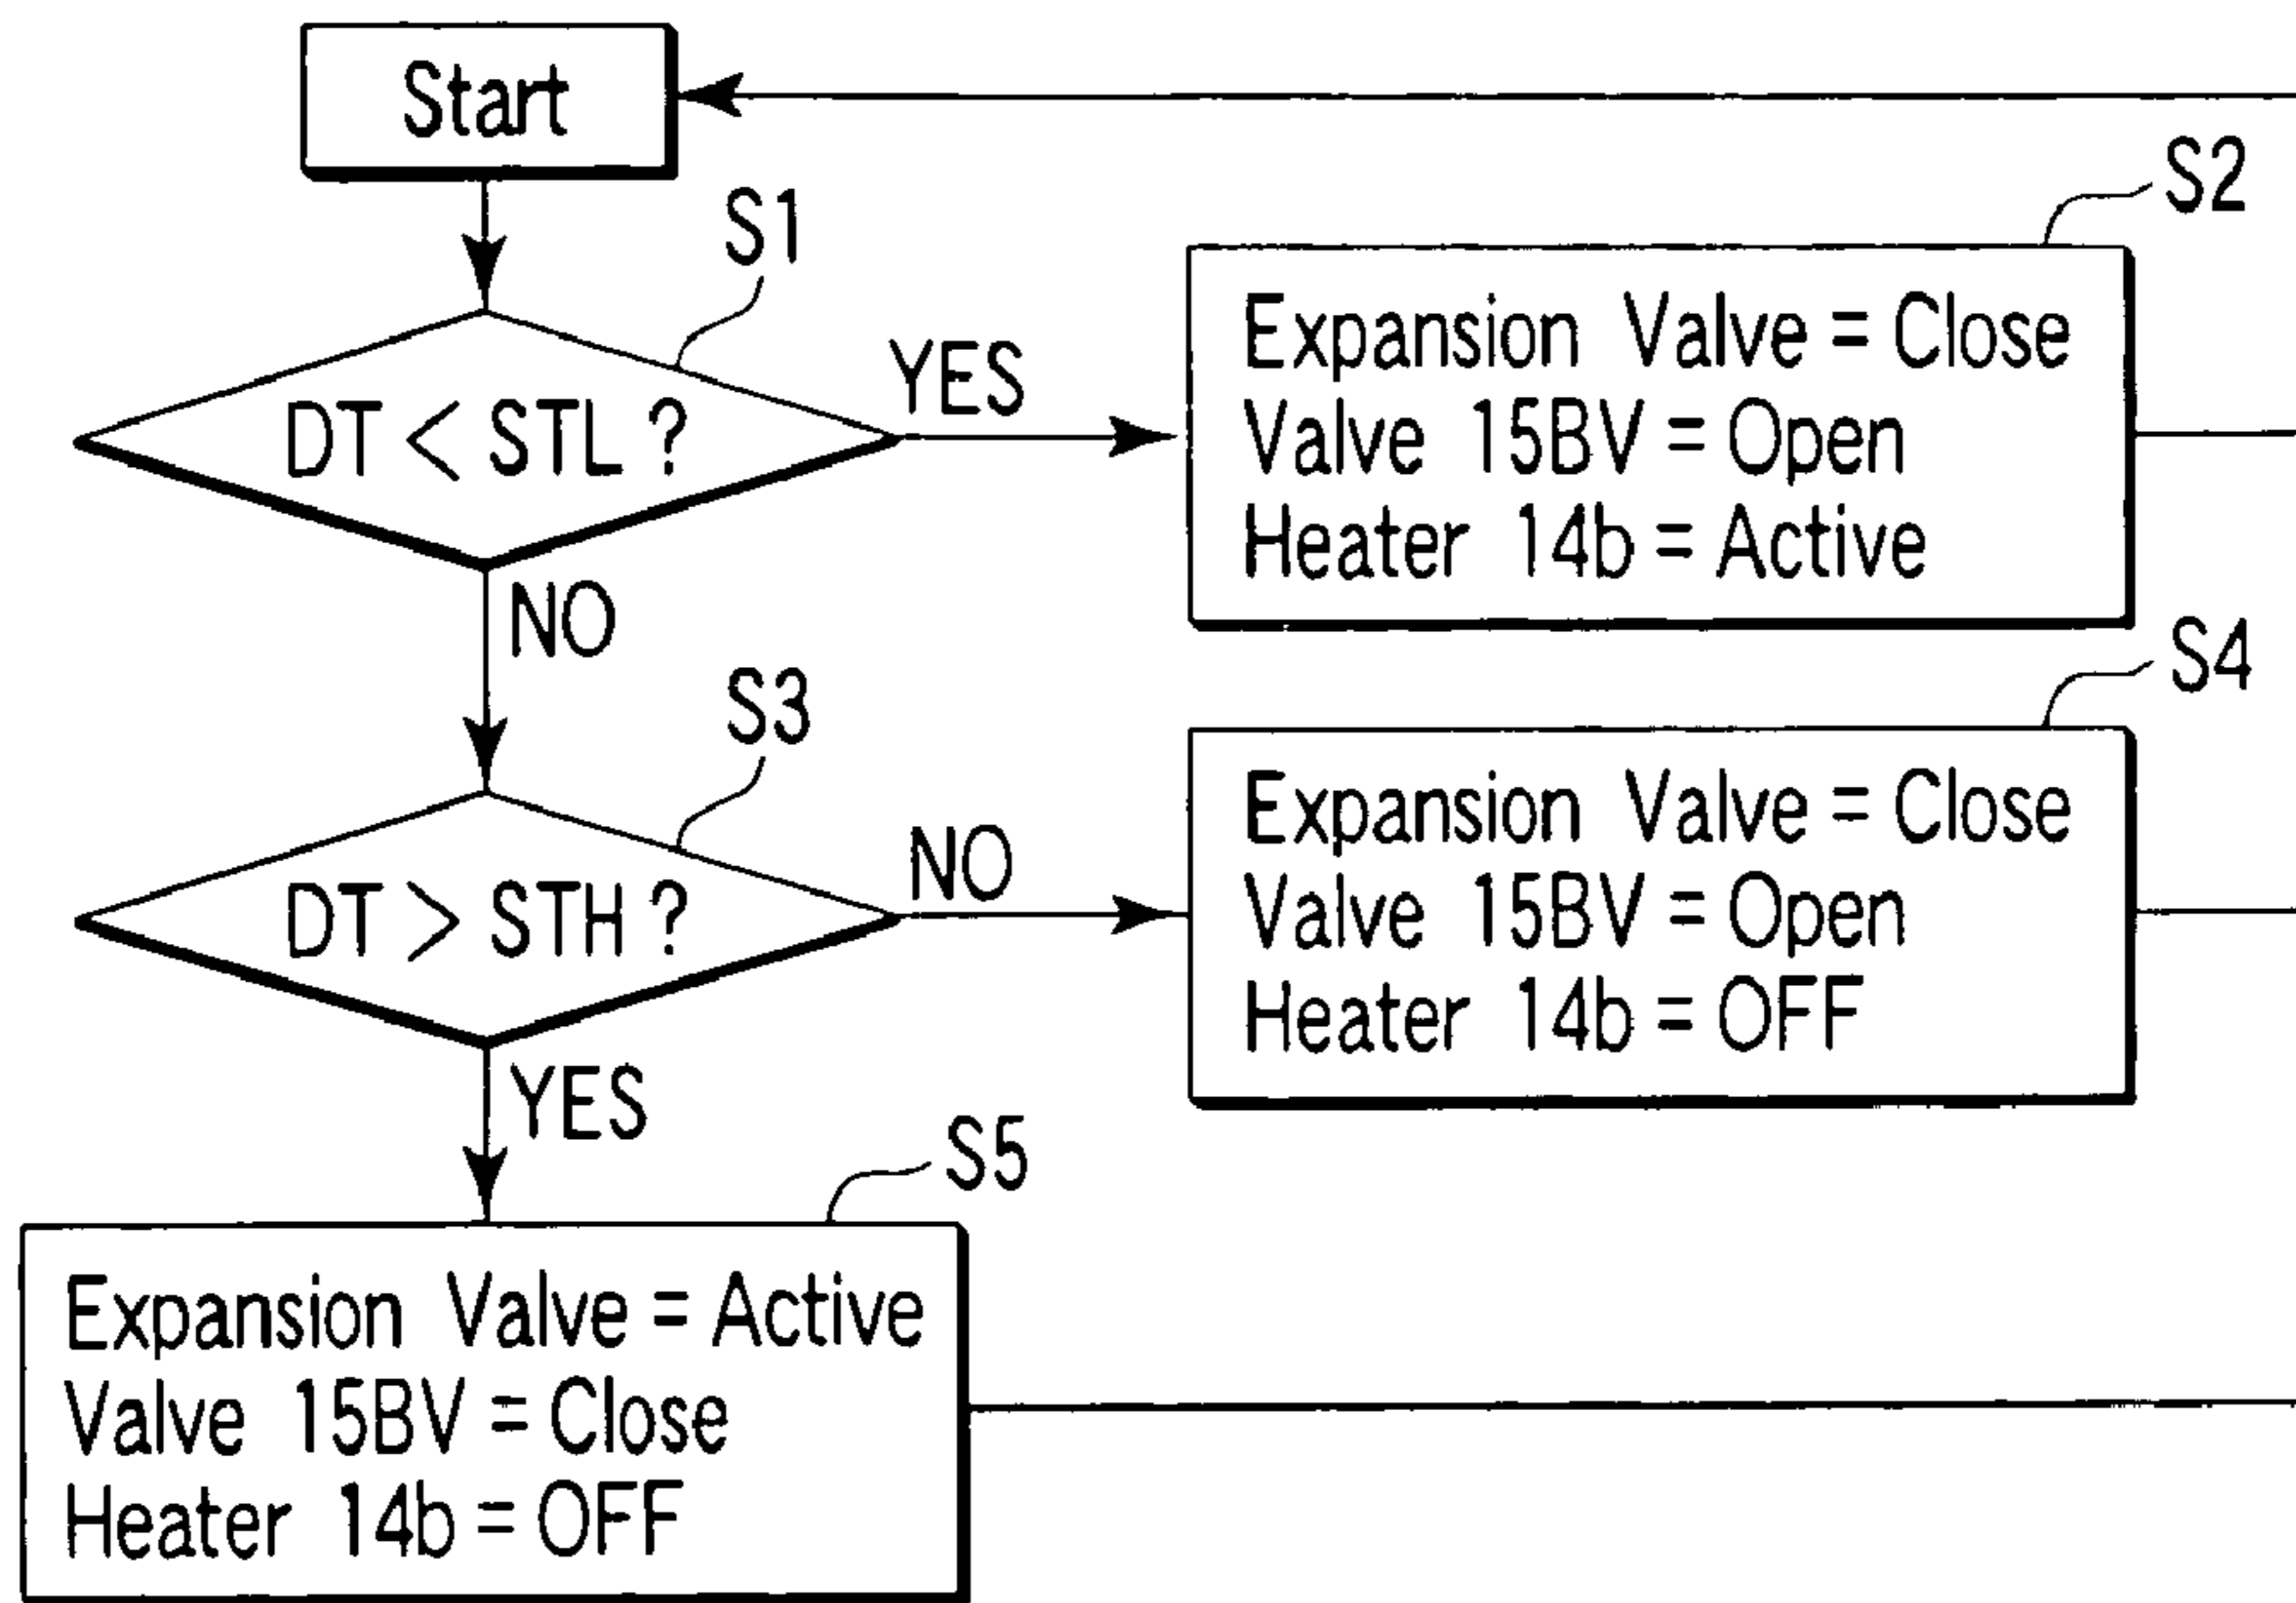 Start
S1
DT < STL ?
YES
S2
Expansion Valve = Close
Valve 15BV = Open
Heater 14b = Active
NO
S3
DT > STH ?
NO
S4
Expansion Valve = Close
Valve 15BV = Open
Heater 14b = OFF
YES
S5
Expansion Valve = Active
Valve 15BV = Close
Heater 14b = OFF